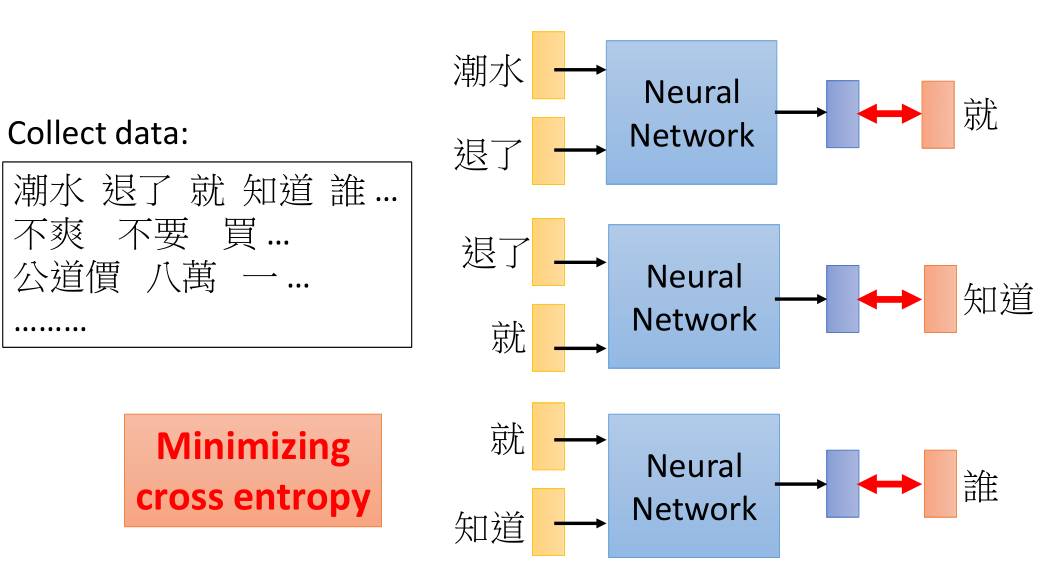 Collect data:
潮水 退了 就 知道 誰 ...
不爽 不要 買 ...
公道價 八萬 一 ...
………
Minimizing
cross entropy
潮水
退了
Neural
Network
就
退了
就
Neural
Network
知道
就
知道
Neural
Network
誰